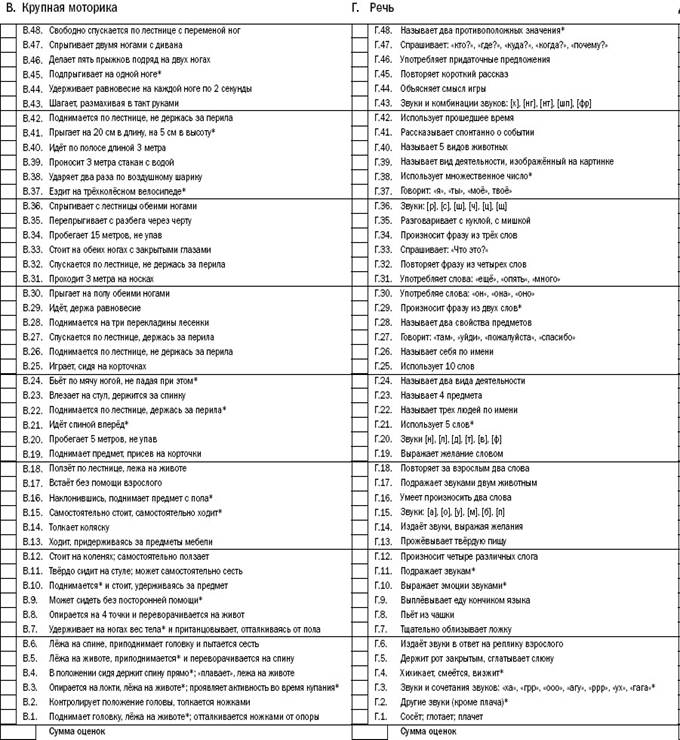 В. Крупная моторика
В.48. Свободно спускается по лестнице с переменой ног
В.47. Спрыгивает двумя ногами с дивана
В.46. Делает пять прыжков подряд на двух ногах
В.45. Подпрыгивает на одной ноге*
В.44. Удерживает равновесие на каждой ноге по 2 секунды
В.43. Шагает, размахивая в такт руками
В.42. Поднимается по лестнице, не держась за перила
В.41. Прыгает на 20 см в длину, на 5 см в высоту*
В.40. Идёт по полосе длиной 3 метра
В.39. Проносит 3 метра стакан с водой
В.38. Ударяет два раза по воздушному шарику
В.37. Ездит на трёхколёсном велосипеде*
В.36. Спрыгивает с лестницы обеими ногами
В.35. Перепрыгивает с разбега через черту
В.34. Пробегает 15 метров, не упав
В.33. Стоит на обеих ногах с закрытыми глазами
В.32. Спускается по лестнице, не держась за перила
В.31. Проходит 3 метра на носках
В.30. Прыгает на полу обеими ногами
В.29. Идёт, держа равновесие
В.28. Поднимается на три перекладины лесенки
В.27. Спускается по лестнице, держась за перила
В.26. Поднимается по лестнице, не держась за перила
В.25. Играет, сидя на корточках
В.24. Бьёт по мячу ногой, не падая при этом*
В.23. Влезает на стул, держится за спинку
В.22. Поднимается по лестнице, держась за перила*
В.21. Идёт спиной вперёд*
В.20. Пробегает 5 метров, не упав
В.19. Поднимает предмет, присев на корточки
В.18. Ползёт по лестнице, лежа на животе
В.17. Встаёт без помощи взрослого
В.16. Наклонившись, поднимает предмет с пола*
В.15. Самостоятельно стоит, самостоятельно ходит*
В.14. Толкает коляску
В.13. Ходит, придерживаясь за предметы мебели
В.12. Стоит на коленях; самостоятельно ползает
В.11. Твёрдо сидит на стуле; может самостоятельно сесть
В.10. Поднимается* и стоит, удерживаясь за предмет
В.9. Может сидеть без посторонней помощи*
В.8. Опирается на 4 точки и переворачивается на живот
В.7. Удерживает на ногах вес тела* и пританцовывает, отталкиваясь от пола
В.6. Лёжа на спине, приподнимает головку и пытается сесть
В.5. Лёжа на животе, приподнимается* и переворачивается на спину
В.4. В положении сидя держит спину прямо*; «плавает», лежа на животе
В.3. Опирается на локти, лёжа на животе*; проявляет активность во время купания*
В.2. Контролирует положение головы, толкается ножками
В.1. Поднимает головку, лёжа на животе*; отталкивается ножками от опоры
Сумма оценок
Г. Речь
Г.48. Называет два противоположных значения*
Г.47. Спрашивает: «кто?», «где?», «куда?», «когда?», «почему?»
Г.46. Употребляет придаточные предложения
Г.45. Повторяет короткий рассказ
Г.44. Объясняет смысл игры
Г.43. Звуки и комбинации звуков: [х], [нг], [нт], [шп], [фр]
Г.42. Использует прошедшее время
Г.41. Рассказывает спонтанно о событии
Г.40. Называет 5 видов животных
Г.39. Называет вид деятельности, изображённый на картинке
Г.38. Использует множественное число*
Г.37. Говорит: «я», «ты», «моё», твоё»
Г.36. Звуки: [р], [с], [ш], [ч], [ц], [щ]
Г.35. Разговаривает с куклой, с мишкой
Г.34. Произносит фразу из трёх слов
Г.33. Спрашивает: «Что это?»
Г.32. Повторяет фразу из четырех слов
Г.31. Употребляет слова: «ещё», «опять», «много»
Г.30. Употребляе слова: «он», «она», «оно»
Г.29. Произносит фразу из двух слов*
Г.28. Называет два свойства предметов
Г.27. Говорит: «там», «уйди», «пожалуйста», «спасибо»
Г.26. Называет себя по имени
Г.25. Использует 10 слов
Г.24. Называет два вида деятельности
Г.23. Называет 4 предмета
Г.22. Называет трех людей по имени
Г.21. Использует 5 слов*
Г.20. Звуки [н], [л], [д], [т], [в], [ф]
Г.19. Выражает желание словом
Г.18. Повторяет за взрослым два слова
Г.17. Подражает звуками двум животным
Г.16. Умеет произносить два слова
Г.15. Звуки: [а], [о], [у], [м], [б], [п]
Г.14. Издаёт звуки, выражая желания
Г.13. Прожёвывает твёрдую пищу
Г.12. Произносит четыре различных слога
Г.11. Подражает звукам*
Г.10. Выражает эмоции звуками*
Г.9. Выплёвывает еду кончиком языка
Г.8. Пьёт из чашки
Г.7. Тщательно облизывает ложку
Г.6. Издаёт звуки в ответ на реплику взрослого
Г.5. Держит рот закрытым, сглатывает слюну
Г.4. Хихикает, смеётся, визжит*
Г.3. Звуки и сочетания звуков: «ха», «грр», «ооо», «агу», «ррр», «ух», «гага»*
Г.2. Другие звуки (кроме плача)*
Г.1. Сосёт; глотает; плачет
Сумма оценок